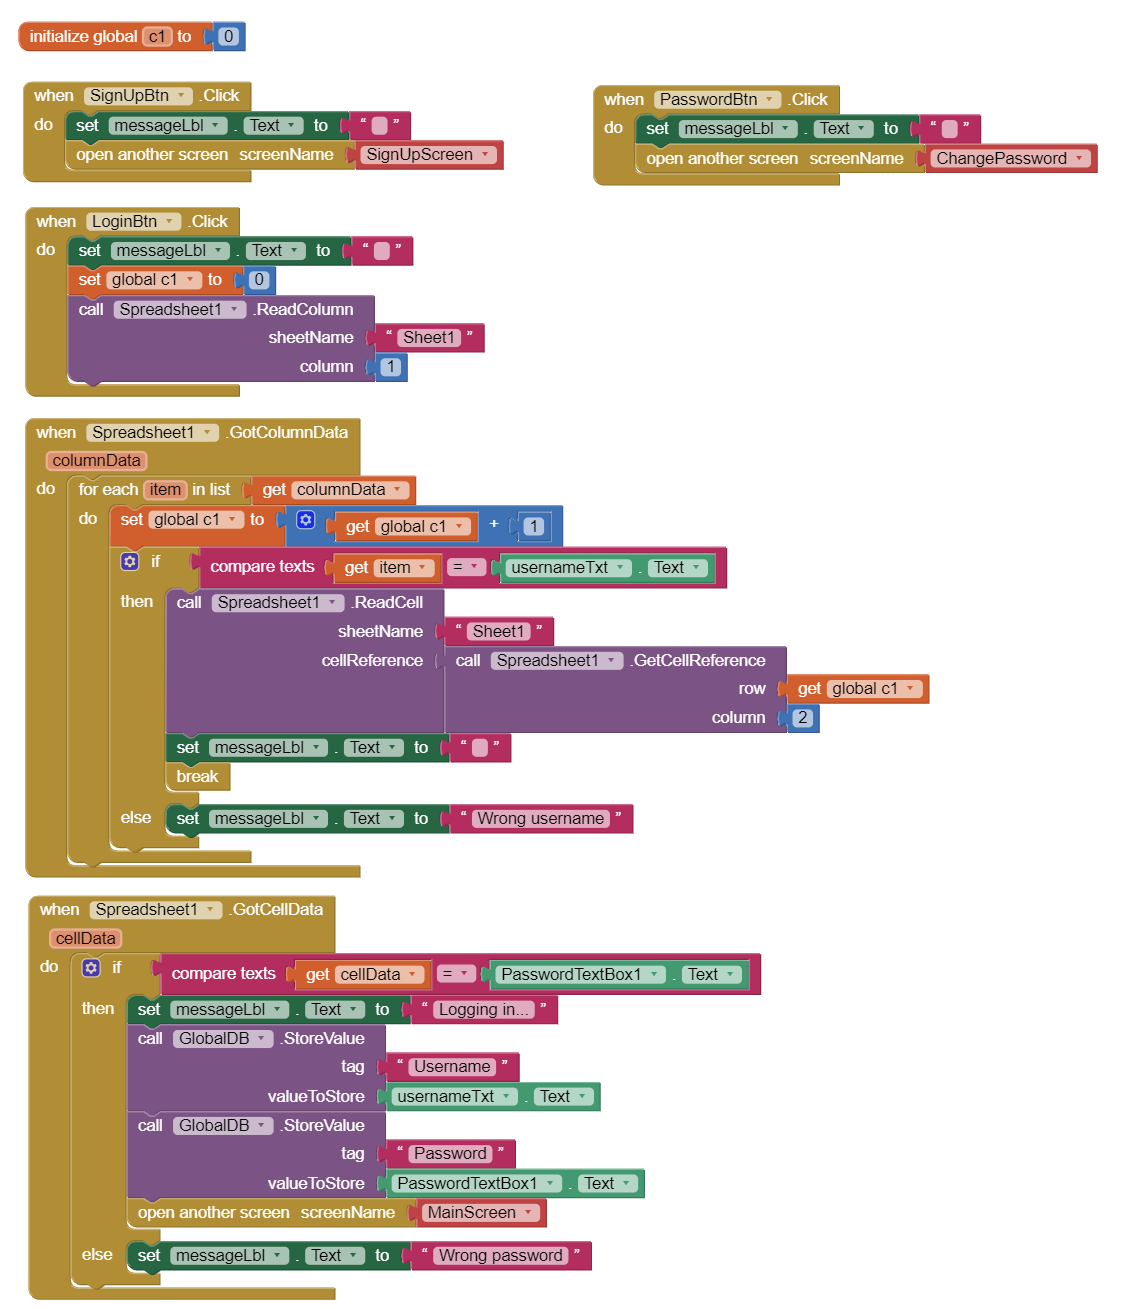 initialize global c1 to 0
when SignUpBtn .Click
do set messageLbl . Text to “ ”
open another screen screenName SignUpScreen
when PasswordBtn .Click
do set messageLbl . Text to “ ”
open another screen screenName ChangePassword
when LoginBtn .Click
do set messageLbl . Text to “ ”
set global c1 to 0
call Spreadsheet1 .ReadColumn
sheetName “ Sheet1 ”
column 1
when Spreadsheet1 .GotColumnData
columnData
do for each item in list get columnData
do set global c1 to get global c1 + 1
if compare texts get item = usernameTxt . Text
then call Spreadsheet1 .ReadCell
sheetName “ Sheet1 ”
cellReference call Spreadsheet1 .GetCellReference
row get global c1
column 2
set messageLbl . Text to “ ”
break
else set messageLbl . Text to “ Wrong username ”
when Spreadsheet1 .GotCellData
cellData
do if compare texts get cellData = PasswordTextBox1 . Text
then set messageLbl . Text to “ Logging in... ”
call GlobalDB .StoreValue
tag “ Username ”
valueToStore usernameTxt . Text
call GlobalDB .StoreValue
tag “ Password ”
valueToStore PasswordTextBox1 . Text
open another screen screenName MainScreen
else set messageLbl . Text to “ Wrong password ”